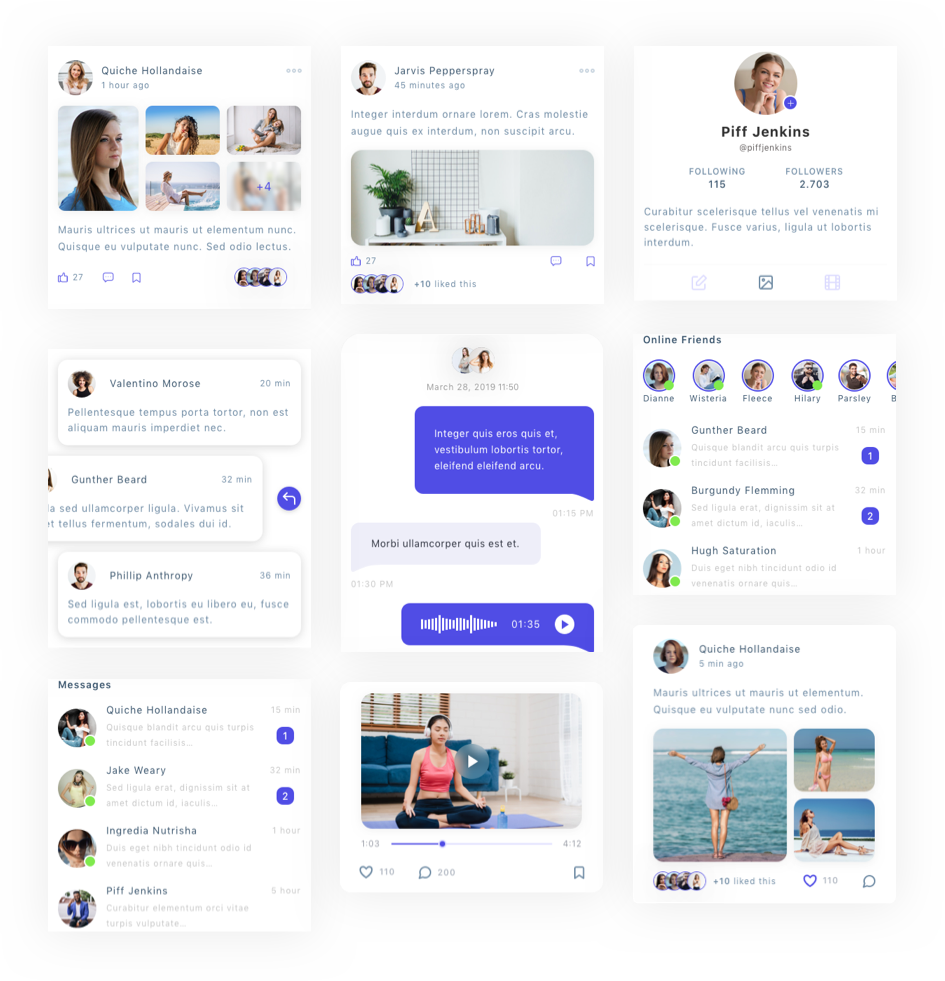 Quiche Hollandaise
1 hour ago
+4
Mauris ultrices ut mauris ut elementum nunc.
Quisque eu vulputate nunc. Sed odio lectus.
27
Jarvis Pepperspray
45 minutes ago
Integer interdum ornare lorem. Cras molestie
augue quis ex interdum, non suscipit arcu.
A
27
+10 liked this
Piff Jenkins
@piffjenkins
FOLLOWİNG
115
FOLLOWERS
2.703
Curabitur scelerisque tellus vel venenatis mi
scelerisque. Fusce varius, ligula ut lobortis
interdum.
Valentino Morose
20 min
Pellentesque tempus porta tortor, non est
aliquam mauris imperdiet nec.
Gunther Beard
32 min
la sed ullamcorper ligula. Vivamus sit
et tellus fermentum, sodales dui id.
Phillip Anthropy
36 min
Sed ligula est, lobortis eu libero eu, fusce
commodo pellentesque est.
March 28, 2019 11:50
Integer quis eros quis et,
vestibulum lobortis tortor,
eleifend eleifend arcu.
01:15 PM
Morbi ullamcorper quis est et.
01:30 PM
01:35
Online Friends
Dianne
Wisteria
Fleece
Hilary
Parsley
B
Gunther Beard
15 min
Quisque blandit arcu quis turpis
tincidunt facilisis...
1
Burgundy Flemming
32 min
Sed ligula erat, dignissim sit at
amet dictum id, iaculis...
2
Hugh Saturation
1 hour
Duis eget nibh tincidunt odio id
venenatis ornare quis...
Messages
Quiche Hollandaise
15 min
Quisque blandit arcu quis turpis
tincidunt facilisis...
1
Jake Weary
32 min
Sed ligula erat, dignissim sit at
amet dictum id, iaculis...
2
Ingredia Nutrisha
1 hour
Duis eget nibh tincidunt odio id
venenatis ornare quis...
Piff Jenkins
5 hour
Curabitur elementum orci vitae
turpis vulputate...
1:03
4:12
110
200
Quiche Hollandaise
5 min ago
Mauris ultrices ut mauris ut elementum.
Quisque eu vulputate nunc sed odio.
+10 liked this
110